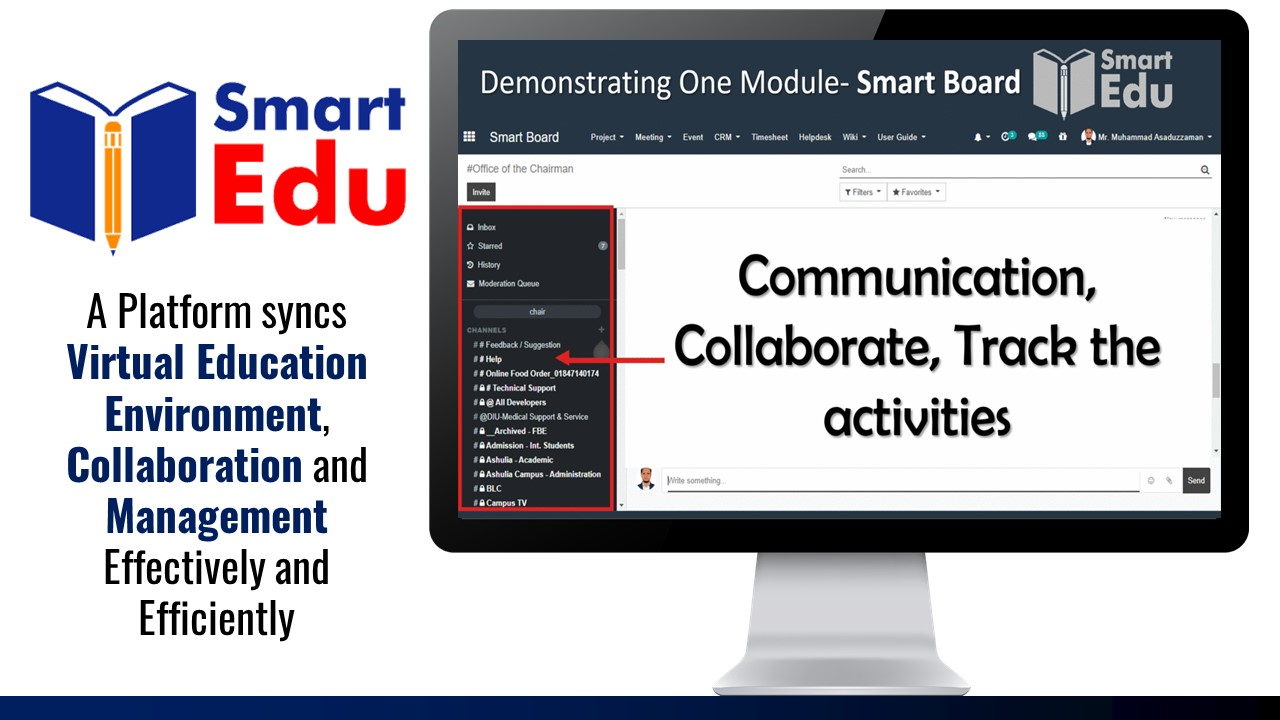 Smart
Edu
A Platform syncs
Virtual Education
Environment,
Collaboration and
Management
Effectively and
Efficiently
Demonstrating One Module- Smart Board
Smart
Edu
Smart Board Project Meeting Event CRM Timesheet Helpdesk Wiki User Guide Mr. Muhammad Asaduzzaman
#Office of the Chairman
Search...
Invite
Filters Favorites
Inbox
Starred 7
History
Moderation Queue
chair
CHANNELS +
# # Feedback / Suggestion
# # Help
# # Online Food Order_01847140174
# # Technical Support
# @ All Developers
# @DIU-Medical Support & Service
# __Archived - FBE
# Admission - Int. Students
# Ashulia - Academic
# Ashulia Campus - Administration
# BLC
# Campus TV
Communication,
Collaborate, Track the
activities
Write something...
Send